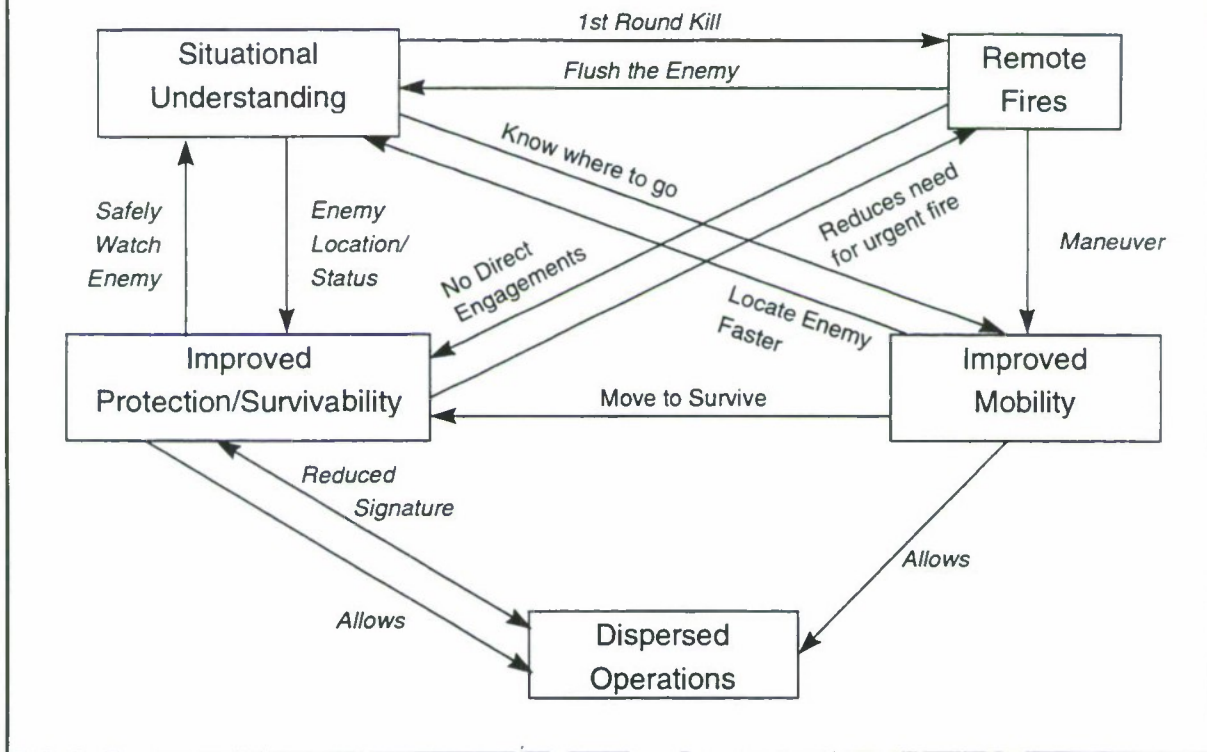 1st Round Kill
Situational
Understanding
Remote
Fires
Flush the Enemy
Know where to go
Safely
Watch
Enemy
Enemy
Location/
Status
Reduces need
for urgent fire
Maneuver
No Direct
Engagements
Locate Enemy
Faster
Improved
Protection/Survivability
Move to Survive
Improved
Mobility
Reduced
Signature
Allows
Allows
Dispersed
Operations